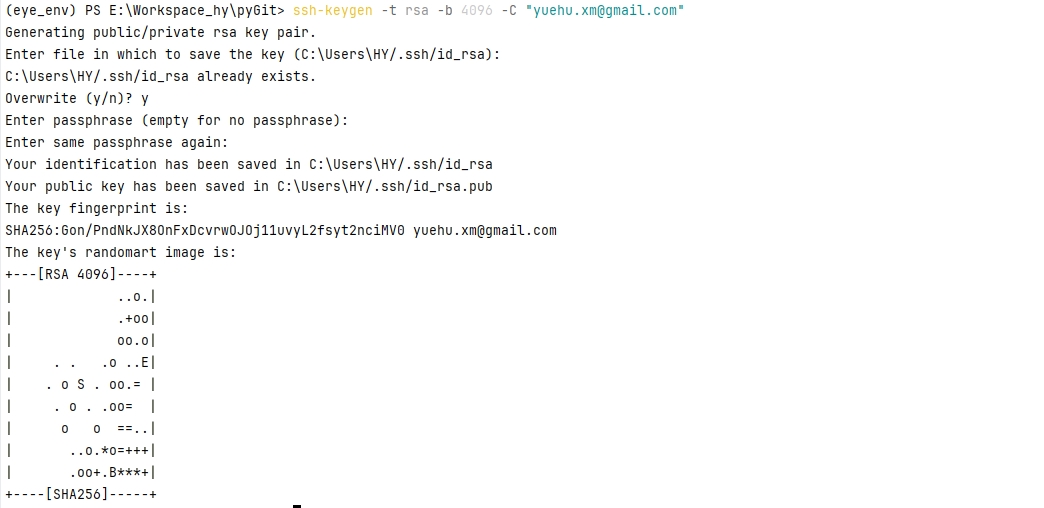 (eye_env) PS E:\Workspace_hy\pyGit> ssh-keygen -t rsa -b 4096 -C "yuehu.xm@gmail.com"
Generating public/private rsa key pair.
Enter file in which to save the key (C:\Users\HY/.ssh/id_rsa):
C:\Users\HY/.ssh/id_rsa already exists.
Overwrite (y/n)? y
Enter passphrase (empty for no passphrase):
Enter same passphrase again:
Your identification has been saved in C:\Users\HY/.ssh/id_rsa
Your public key has been saved in C:\Users\HY/.ssh/id_rsa.pub
The key fingerprint is:
SHA256:Gon/PndNkJX8OnFxDcvrwOJOj11uvyL2fsyt2nciMV0 yuehu.xm@gmail.com
The key's randomart image is:
+---[RSA 4096]----+
|             ..o.|
|             .+oo|
|             oo.o|
|     . .   .o ..E|
|    . o S . oo.= |
|     . o . .oo=  |
|      o   o  ==..|
|       ..o.*o=+++|
|       .oo+.B***+|
+----[SHA256]-----+